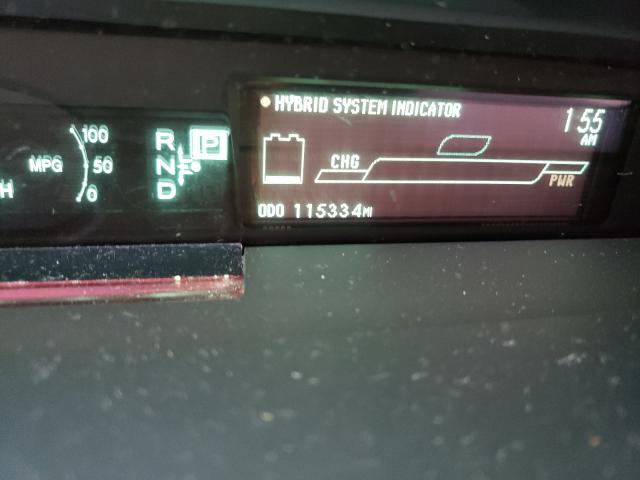 HYBRID SYSTEM INDICATOR
1:55
AM
100
MPG 50
0
H
R P
N
D
CHG
PWR
ODO 115334MI